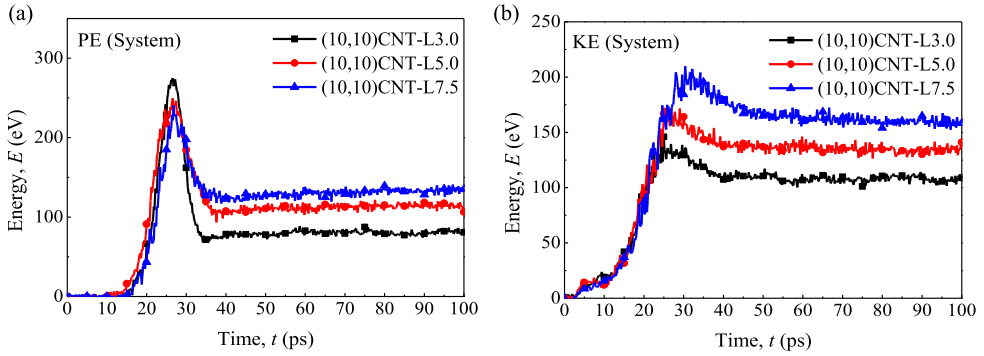 (a)
PE (System)
(10,10)CNT-L3.0
(10,10)CNT-L5.0
(10,10)CNT-L7.5
300
200
100
0
Energy, E (eV)
0 10 20 30 40 50 60 70 80 90 100
Time, t (ps)
(b)
KE (System)
(10,10)CNT-L3.0
(10,10)CNT-L5.0
(10,10)CNT-L7.5
250
200
150
100
50
0
Energy, E (eV)
0 10 20 30 40 50 60 70 80 90 100
Time, t (ps)